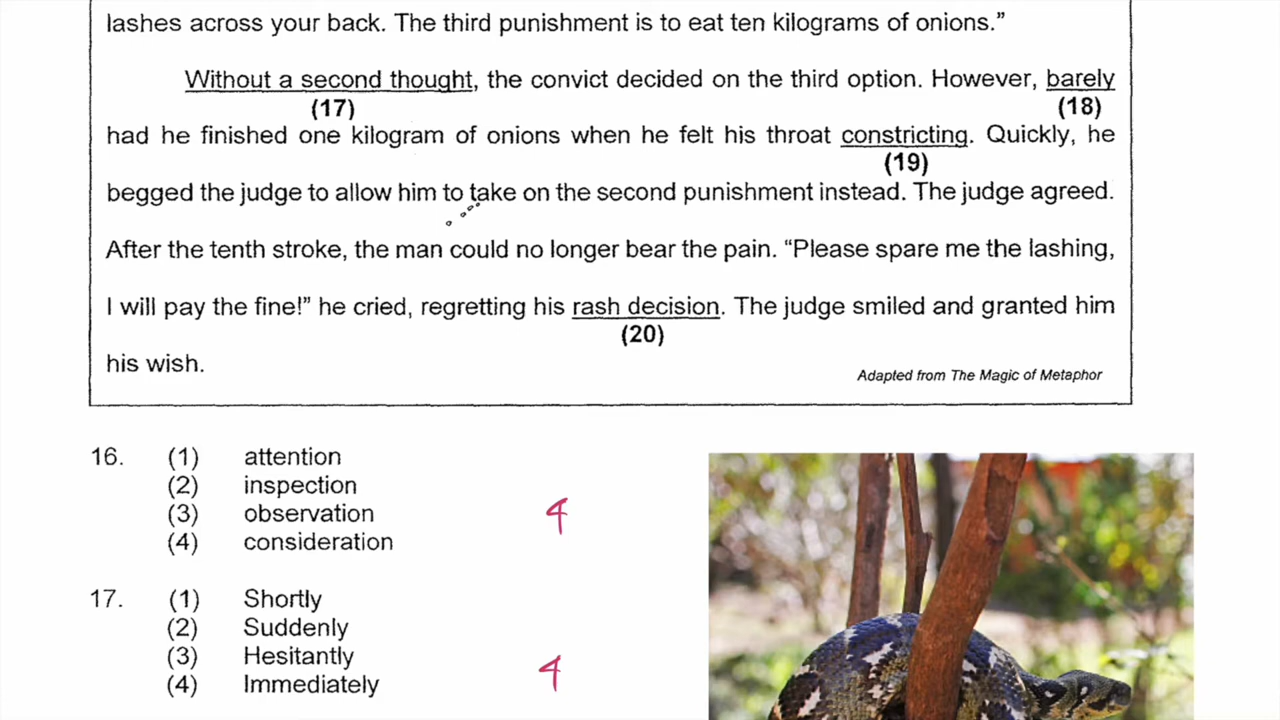 lashes across your back. The third punishment is to eat ten kilograms of onions.”
Without a second thought, the convict decided on the third option. However, barely
(17) (18)
had he finished one kilogram of onions when he felt his throat constricting. Quickly, he
(19)
begged the judge to allow him to take on the second punishment instead. The judge agreed.
After the tenth stroke, the man could no longer bear the pain. “Please spare me the lashing,
I will pay the fine!” he cried, regretting his rash decision. The judge smiled and granted him
(20)
his wish.
Adapted from The Magic of Metaphor
16. (1) attention
(2) inspection
(3) observation
(4) consideration
4
17. (1) Shortly
(2) Suddenly
(3) Hesitantly
(4) Immediately
4